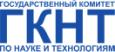 ГОСУДАРСТВЕННЫЙ КОМИТЕТ
ГКНТ
ПО НАУКЕ И ТЕХНОЛОГИЯМ